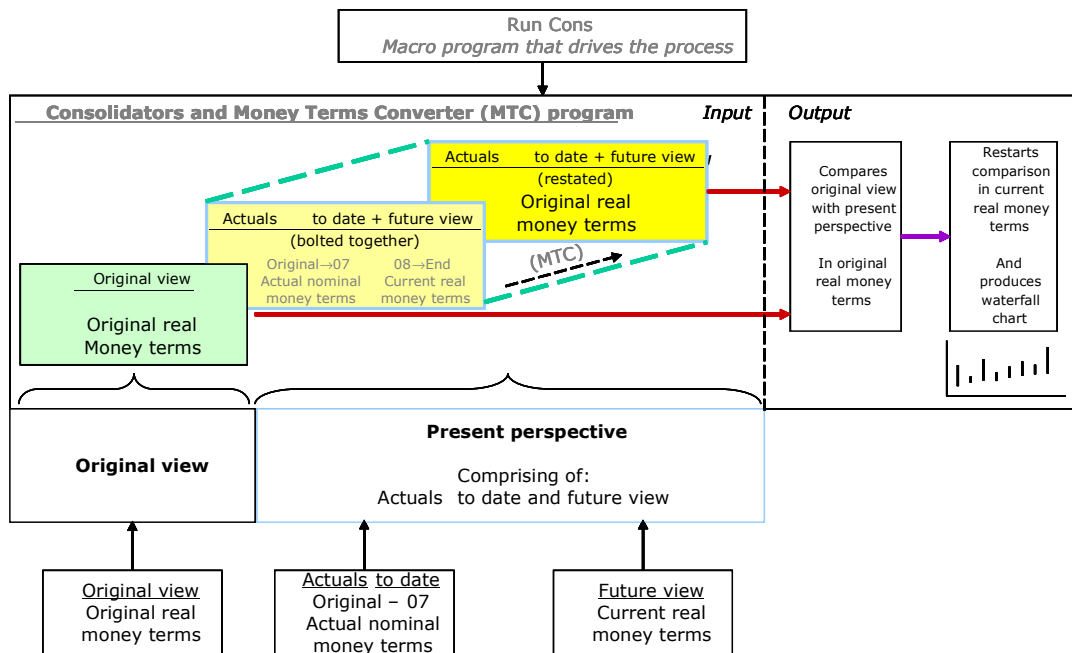 Run Cons
Macro program that drives the process
Consolidators and Money Terms Converter (MTC) program
Input
Output
Actuals to date + future view
(restated)
Original real
money terms
Actuals to date + future view
(bolted together)
Original→07
Actual nominal
money terms
08→End
Current real
money terms
(MTC)
Original view
Original real
Money terms
Compares
original view
with present
perspective
In original
real money
terms
Restarts
comparison
in current
real money
terms
And
produces
waterfall
chart
Original view
Present perspective
Comprising of:
Actuals to date and future view
Original view
Original real
money terms
Actuals to date
Original – 07
Actual nominal
money terms
Future view
Current real
money terms